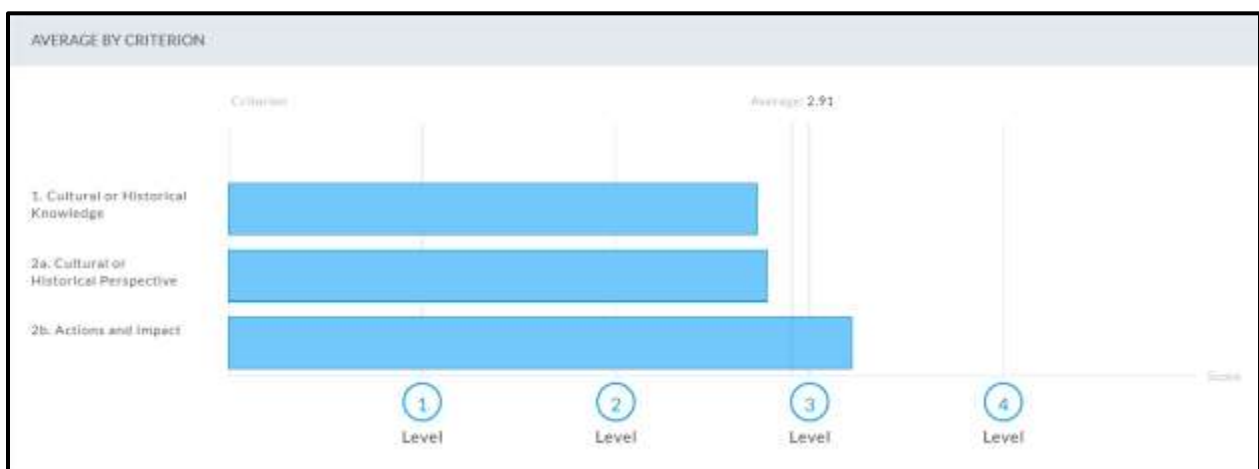 AVERAGE BY CRITERION
Criterion
Average: 2.91
1. Cultural or Historical
Knowledge
2a. Cultural or
Historical Perspective
2b. Actions and Impact
Score
1
2
3
4
Level
Level
Level
Level